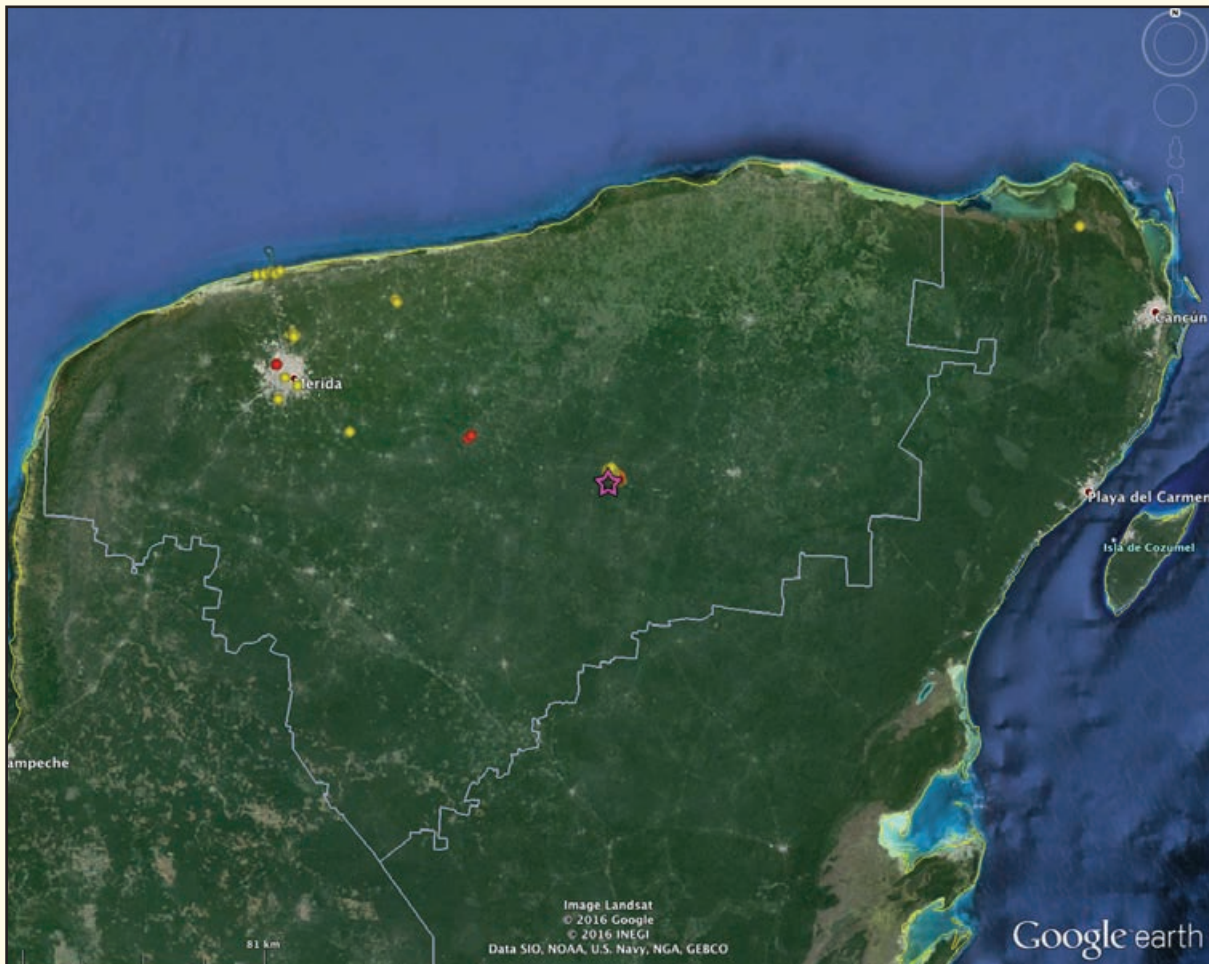 N
Cancún
Merida
Playa del Carmen
Isla de Cozumel
ampeche
81 km
Image Landsat
© 2016 Google
© 2016 INEGI
Data SIO, NOAA, U.S. Navy, NGA, GEBCO
Google earth